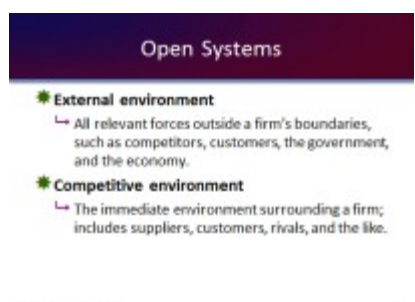 Open Systems
External environment
All relevant forces outside a firm's boundaries,
such as competitors, customers, the government,
and the economy.
Competitive environment
The immediate environment surrounding a firm;
includes suppliers, customers, rivals, and the like.